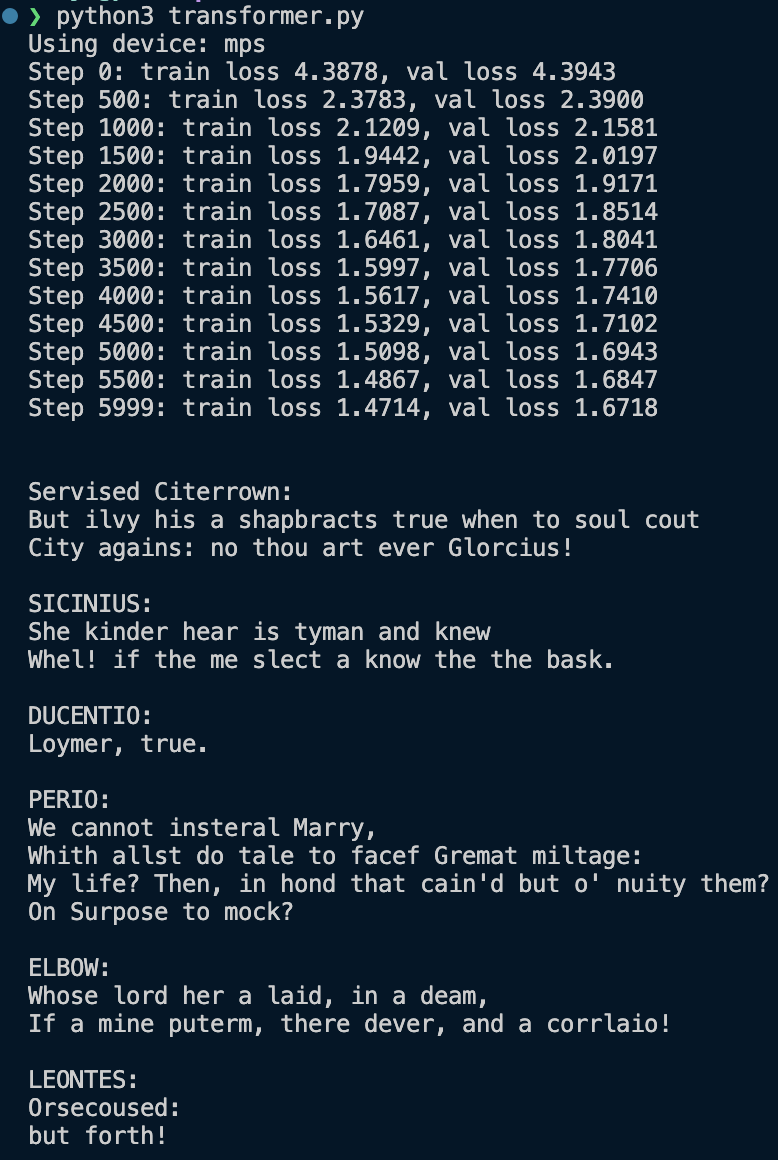 ❯ python3 transformer.py
Using device: mps
Step 0: train loss 4.3878, val loss 4.3943
Step 500: train loss 2.3783, val loss 2.3900
Step 1000: train loss 2.1209, val loss 2.1581
Step 1500: train loss 1.9442, val loss 2.0197
Step 2000: train loss 1.7959, val loss 1.9171
Step 2500: train loss 1.7087, val loss 1.8514
Step 3000: train loss 1.6461, val loss 1.8041
Step 3500: train loss 1.5997, val loss 1.7706
Step 4000: train loss 1.5617, val loss 1.7410
Step 4500: train loss 1.5329, val loss 1.7102
Step 5000: train loss 1.5098, val loss 1.6943
Step 5500: train loss 1.4867, val loss 1.6847
Step 5999: train loss 1.4714, val loss 1.6718
Servised Citerrown:
But ilvy his a shapbracts true when to soul cout
City agains: no thou art ever Glorcius!
SICINIUS:
She kinder hear is tyman and knew
Whel! if the me slect a know the the bask.
DUCENTIO:
Loymer, true.
PERIO:
We cannot insteral Marry,
Whith allst do tale to facef Gremat miltage:
My life? Then, in hond that cain'd but o' nuity them?
On Surpose to mock?
ELBOW:
Whose lord her a laid, in a deam,
If a mine puterm, there dever, and a corrlaio!
LEONTES:
Orsecoused:
but forth!